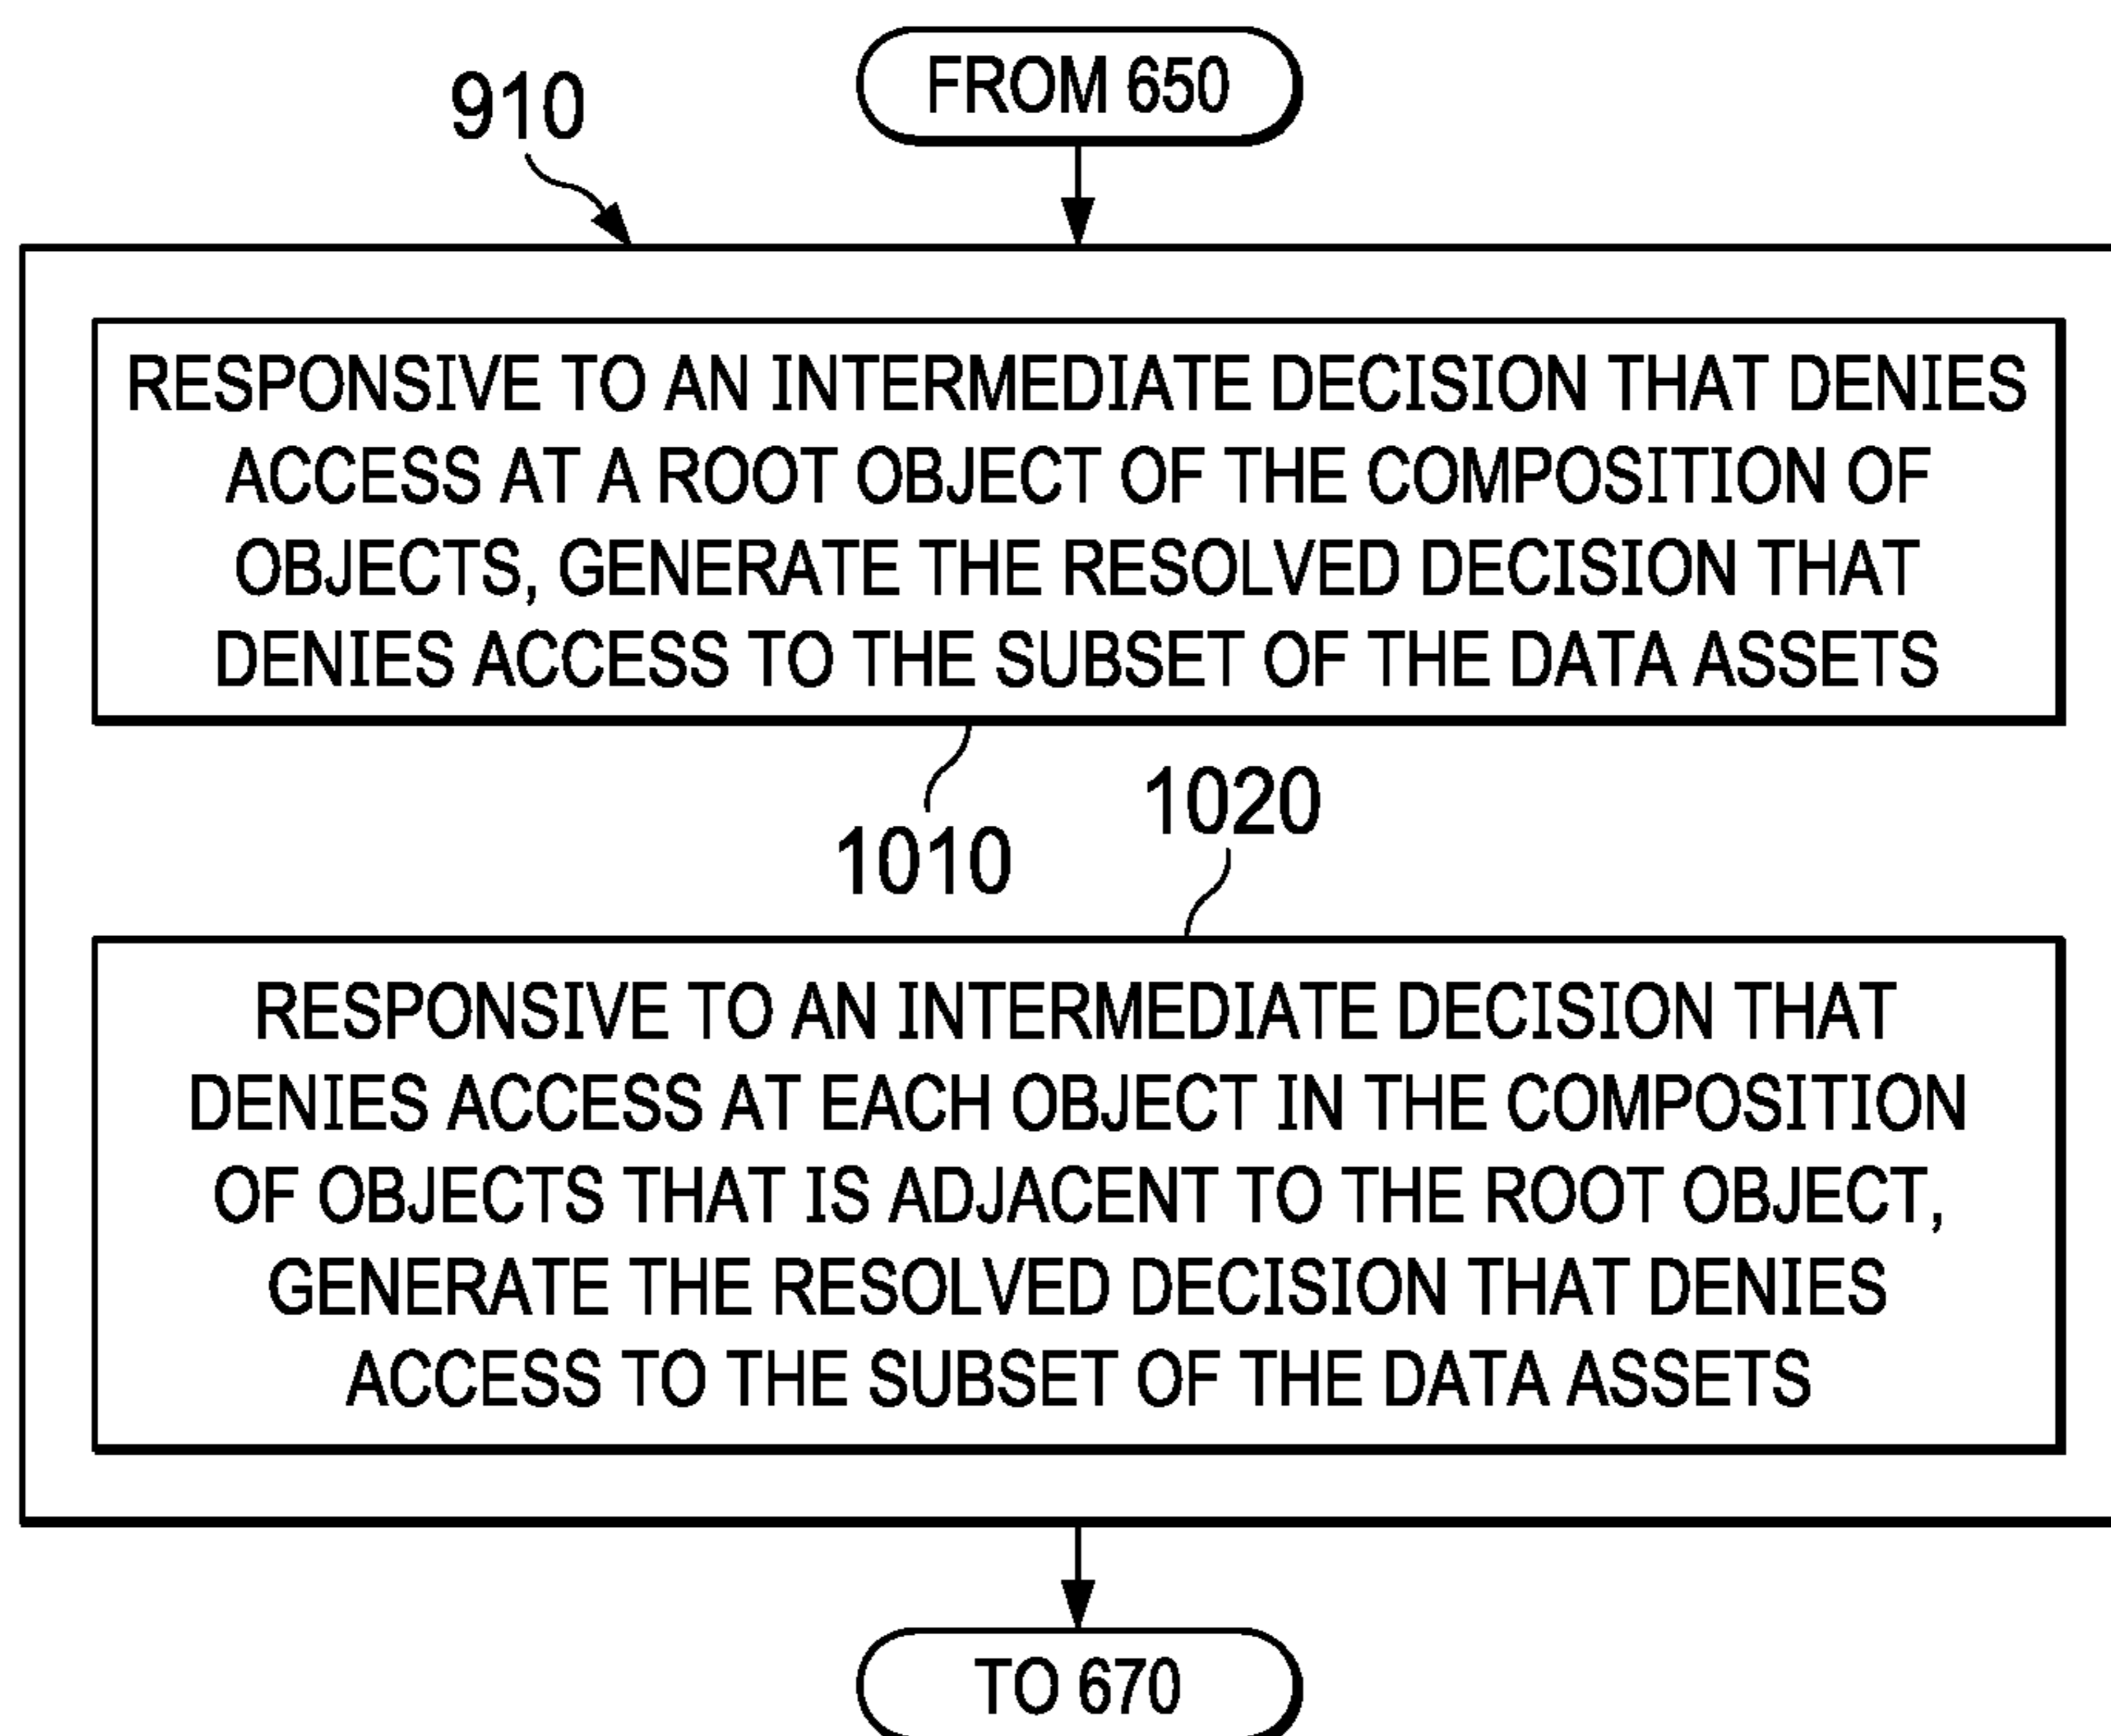 FROM 650
910
RESPONSIVE TO AN INTERMEDIATE DECISION THAT DENIES
ACCESS AT A ROOT OBJECT OF THE COMPOSITION OF
OBJECTS, GENERATE THE RESOLVED DECISION THAT
DENIES ACCESS TO THE SUBSET OF THE DATA ASSETS
1010
1020
RESPONSIVE TO AN INTERMEDIATE DECISION THAT
DENIES ACCESS AT EACH OBJECT IN THE COMPOSITION
OF OBJECTS THAT IS ADJACENT TO THE ROOT OBJECT,
GENERATE THE RESOLVED DECISION THAT DENIES
ACCESS TO THE SUBSET OF THE DATA ASSETS
TO 670